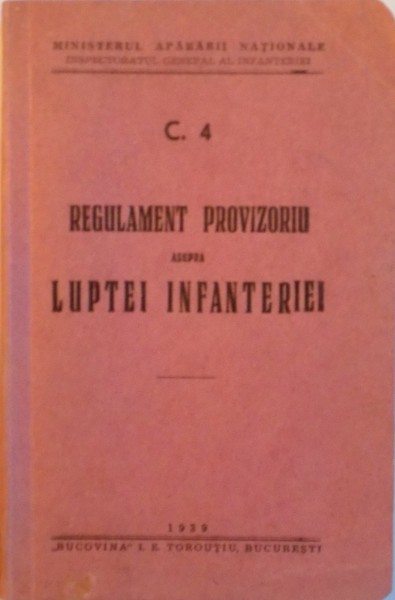 MINISTERUL APĂRĂRII NAȚIONALE
INSPECTORATUL GENERAL AL INFANTERIEI
C. 4
REGULAMENT PROVIZORIU
ASUPRA
LUPTEI INFANTERIEI
1939
„BUCOVINA" I. E. TOROUȚIU, BUCUREȘTI